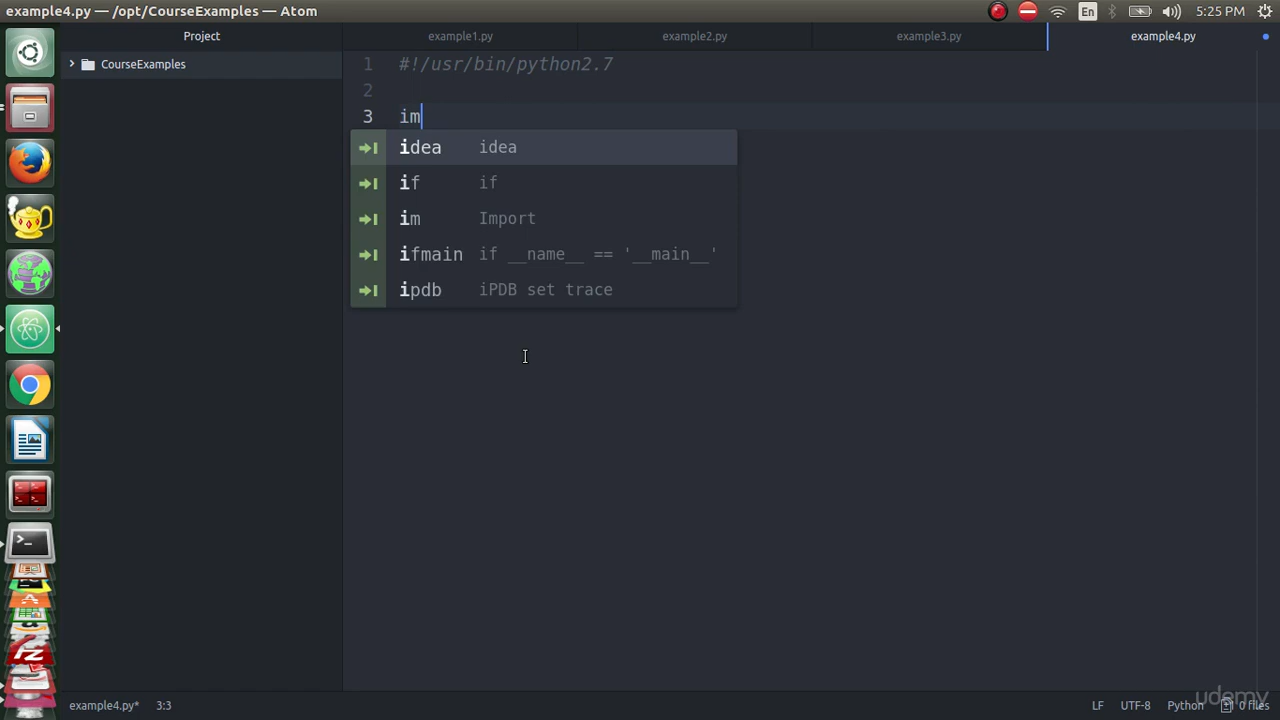 example4.py — /opt/CourseExamples — Atom
En
5:25 PM
Project
example1.py
example2.py
example3.py
example4.py
CourseExamples
1 #!/usr/bin/python2.7
2
3 im
idea idea
if if
im Import
ifmain if __name__ == '__main__'
ipdb iPDB set trace
example4.py* 3:3
LF
UTF-8
Python
0 files
udemy